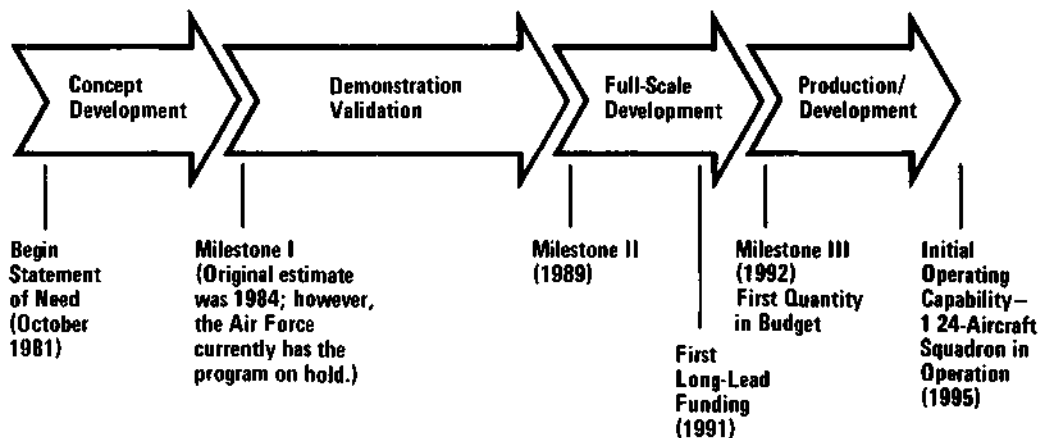 Concept
Development
Demonstration
Validation
Full-Scale
Development
Production/
Development
Begin
Statement
of Need
(October
1981)
Milestone I
(Original estimate
was 1984; however,
the Air Force
currently has the
program on hold.)
Milestone II
(1989)
First
Long-Lead
Funding
(1991)
Milestone III
(1992)
First Quantity
in Budget
Initial
Operating
Capability–
1 24-Aircraft
Squadron in
Operation
(1995)